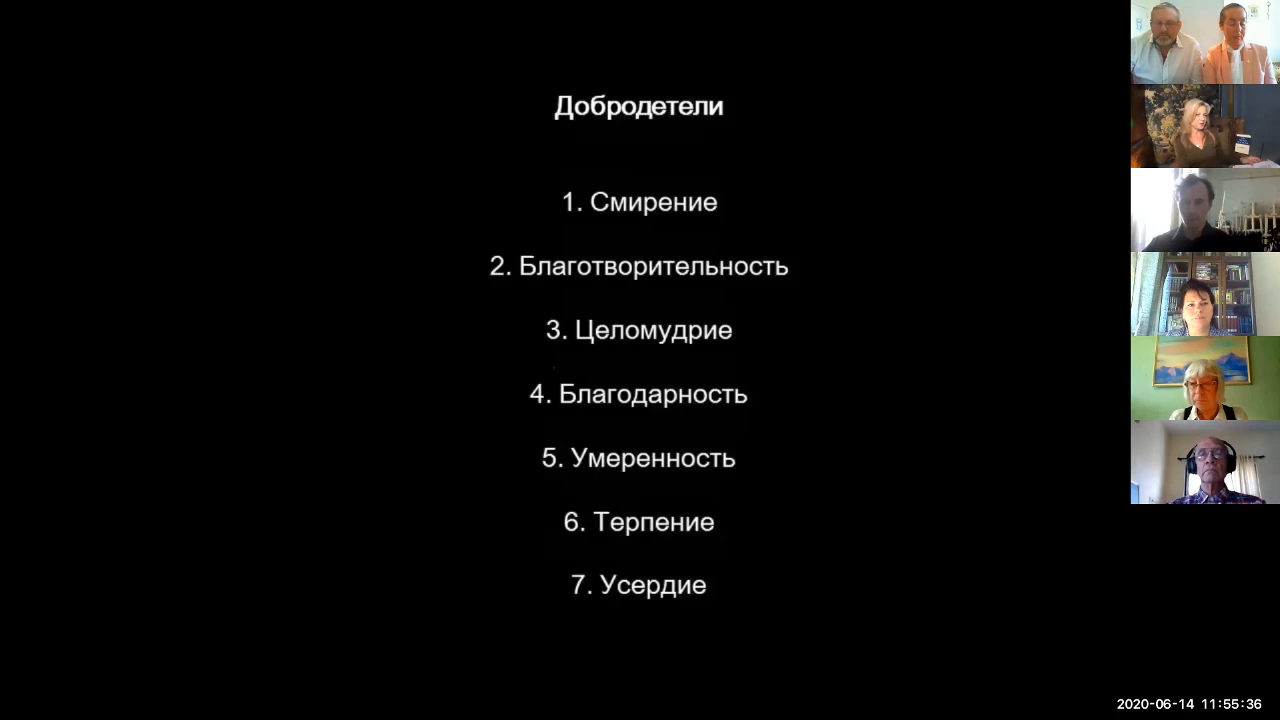 Добродетели
1. Смирение
2. Благотворительность
3. Целомудрие
4. Благодарность
5. Умеренность
6. Терпение
7. Усердие
2020-06-14 11:55:36